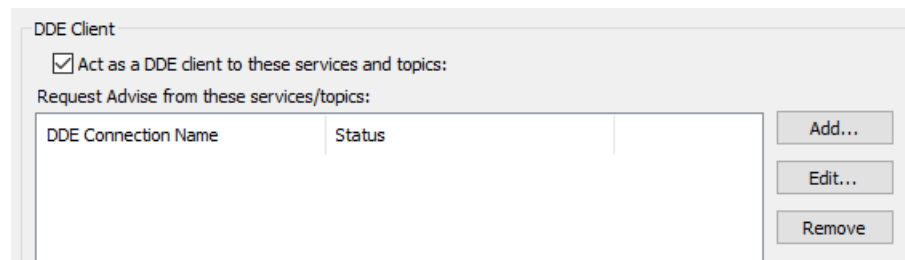 DDE Client
Act as a DDE client to these services and topics:
Request Advise from these services/topics:
DDE Connection Name Status
Add...
Edit...
Remove